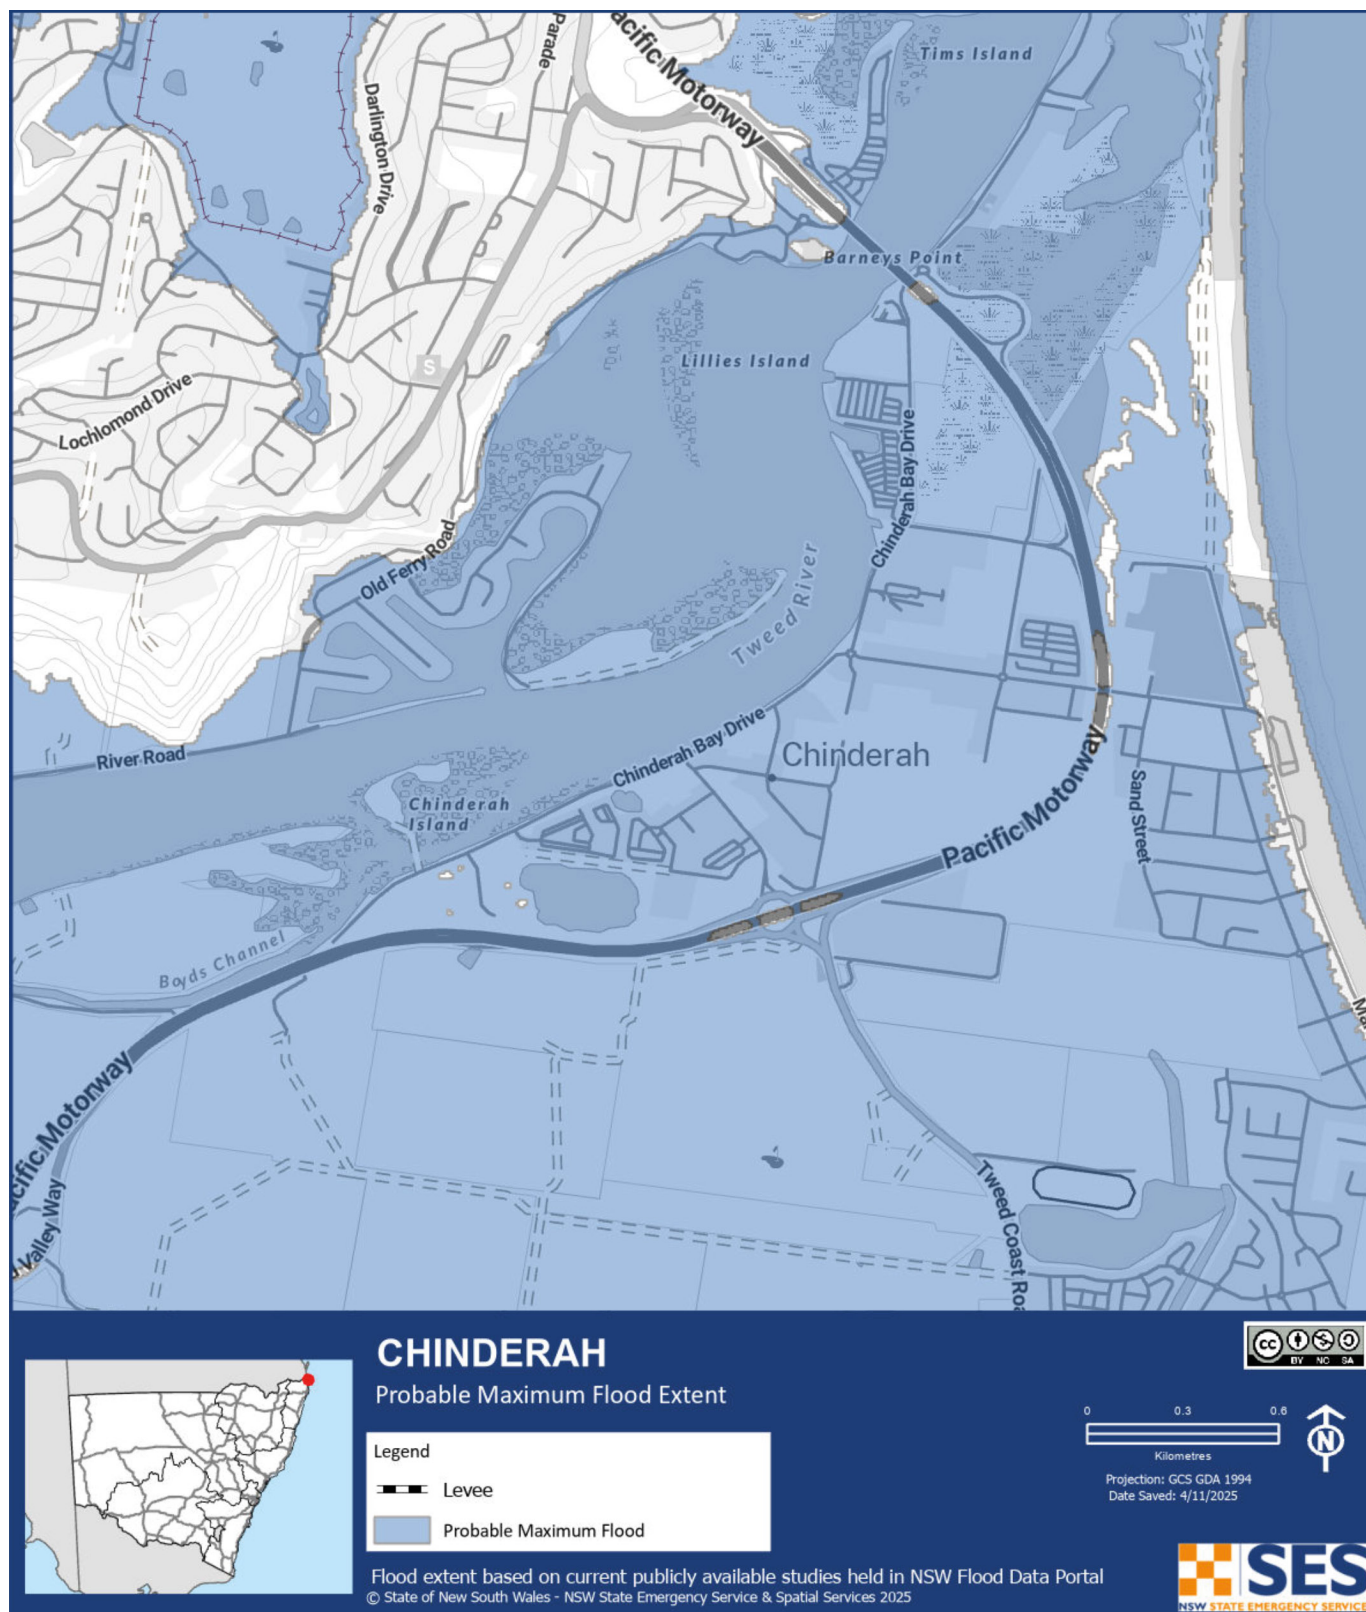 Pacific Motorway
Tims Island
Parade
Darlington Drive
Barneys Point
Lillies Island
S
Lochlomond Drive
Chinderah Bay Drive
Old Ferry Road
Tweed River
River Road
Chinderah Bay Drive
Chinderah
Chinderah
Island
Sand Street
Pacific Motorway
Boyds Channel
Pacific Motorway
Valley Way
Tweed Coast Roa
CHINDERAH
Probable Maximum Flood Extent
Legend
Levee
Probable Maximum Flood
cc BY NC SA
0 0.3 0.6
Kilometres
N
Projection: GCS GDA 1994
Date Saved: 4/11/2025
Flood extent based on current publicly available studies held in NSW Flood Data Portal
© State of New South Wales - NSW State Emergency Service & Spatial Services 2025
SES
NSW STATE EMERGENCY SERVICE